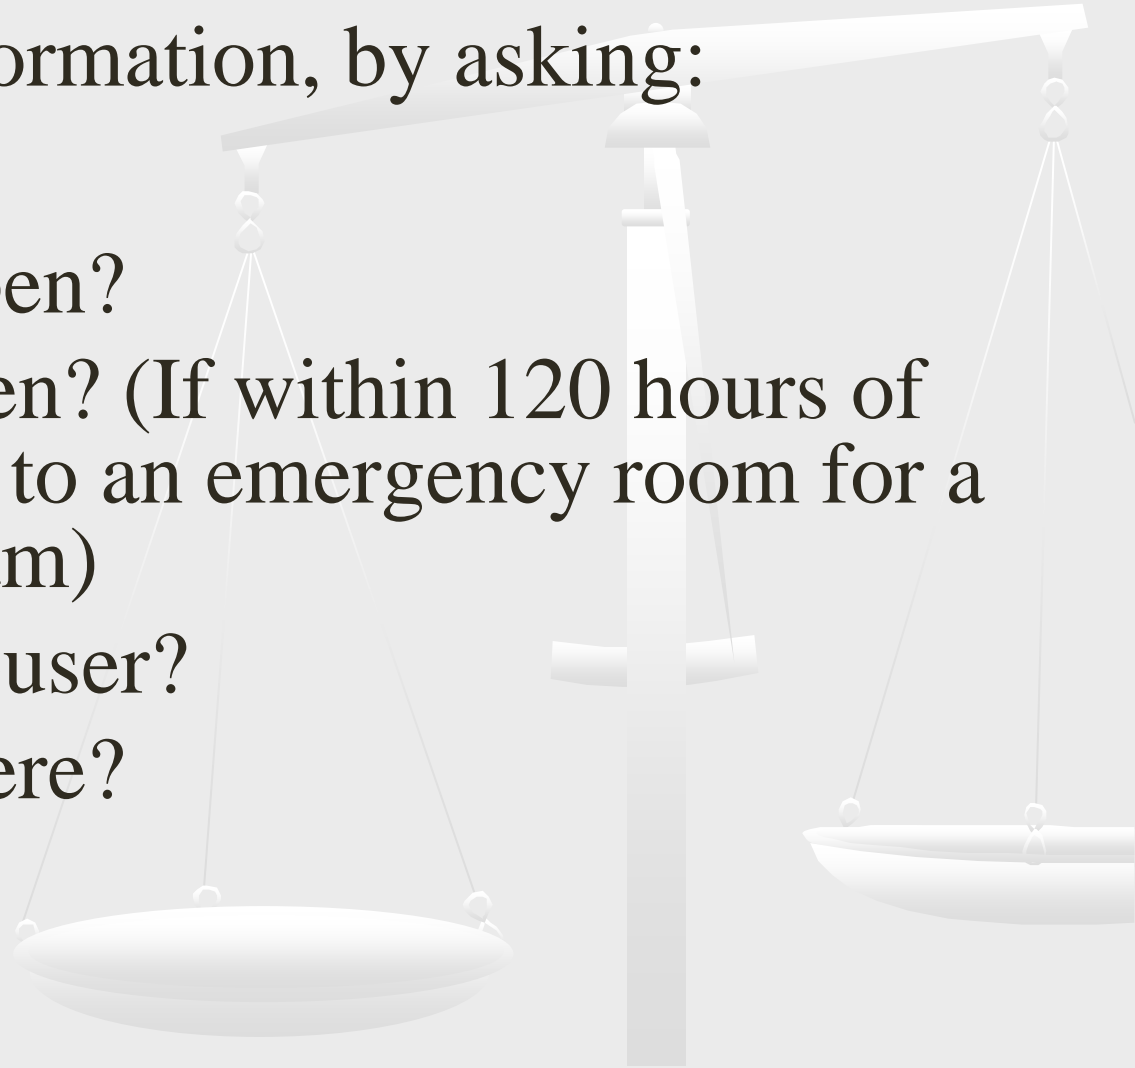 ormation, by asking:
en?
en? (If within 120 hours of
to an emergency room for a
m)
user?
ere?